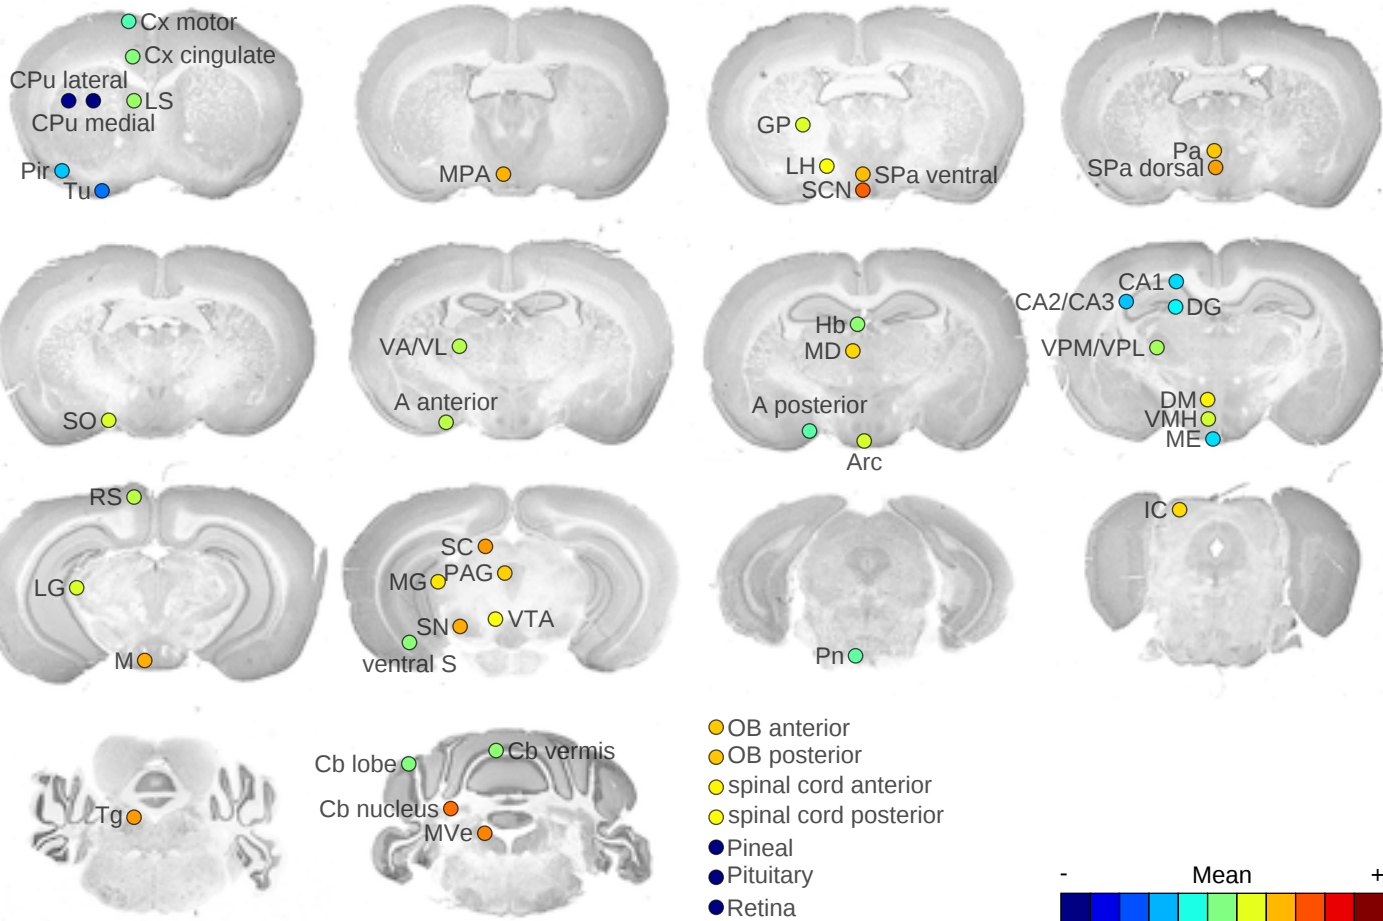 Cx motor
Cx cingulate
CPu lateral
LS
CPu medial
Pir
Tu
MPA
GP
LH
SPa ventral
SCN
Pa
SPa dorsal
SO
VA/VL
A anterior
Hb
MD
A posterior
Arc
CA1
CA2/CA3
DG
VPM/VPL
DM
VMH
ME
RS
LG
M
SC
PAG
MG
VTA
SN
ventral S
Pn
IC
Tg
Cb vermis
Cb lobe
Cb nucleus
MVe
OB anterior
OB posterior
spinal cord anterior
spinal cord posterior
Pineal
Pituitary
Retina
- Mean +